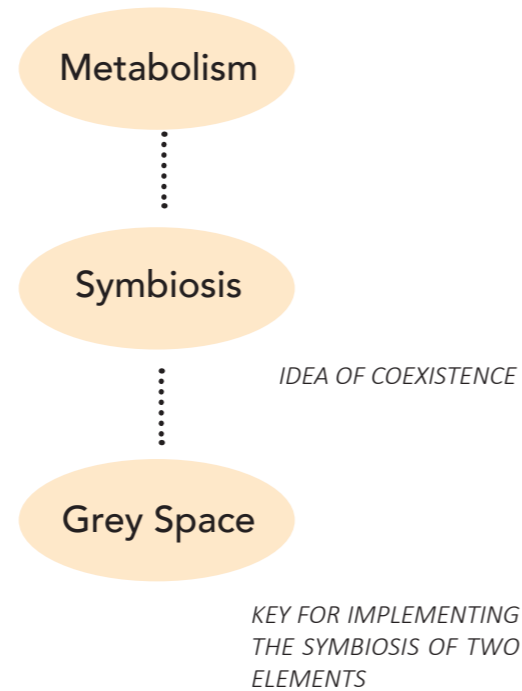 Metabolism
Symbiosis
IDEA OF COEXISTENCE
Grey Space
KEY FOR IMPLEMENTING
THE SYMBIOSIS OF TWO
ELEMENTS